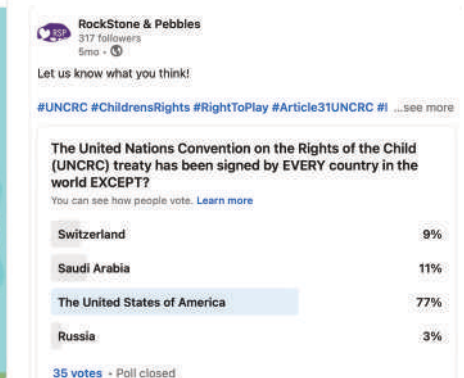 RSP
RockStone & Pebbles
317 followers
5mo •
Let us know what you think!
#UNCRC #ChildrensRights #RightToPlay #Article31UNCRC #I ...see more
The United Nations Convention on the Rights of the Child
(UNCRC) treaty has been signed by EVERY country in the
world EXCEPT?
You can see how people vote. Learn more
Switzerland 9%
Saudi Arabia 11%
The United States of America 77%
Russia 3%
35 votes • Poll closed